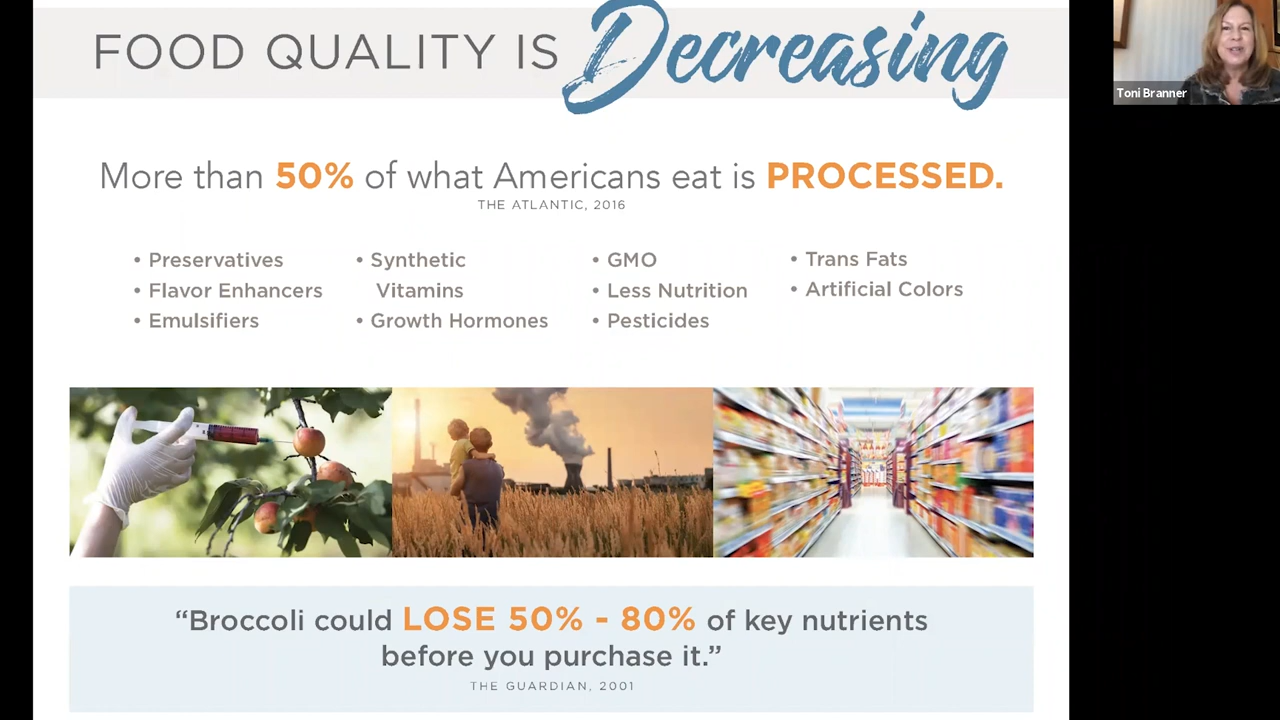 FOOD QUALITY IS Decreasing
Toni Branner
More than 50% of what Americans eat is PROCESSED.
THE ATLANTIC, 2016
• Preservatives
• Flavor Enhancers
• Emulsifiers
• Synthetic
Vitamins
• Growth Hormones
• GMO
• Less Nutrition
• Pesticides
• Trans Fats
• Artificial Colors
“Broccoli could LOSE 50% - 80% of key nutrients
before you purchase it.”
THE GUARDIAN, 2001